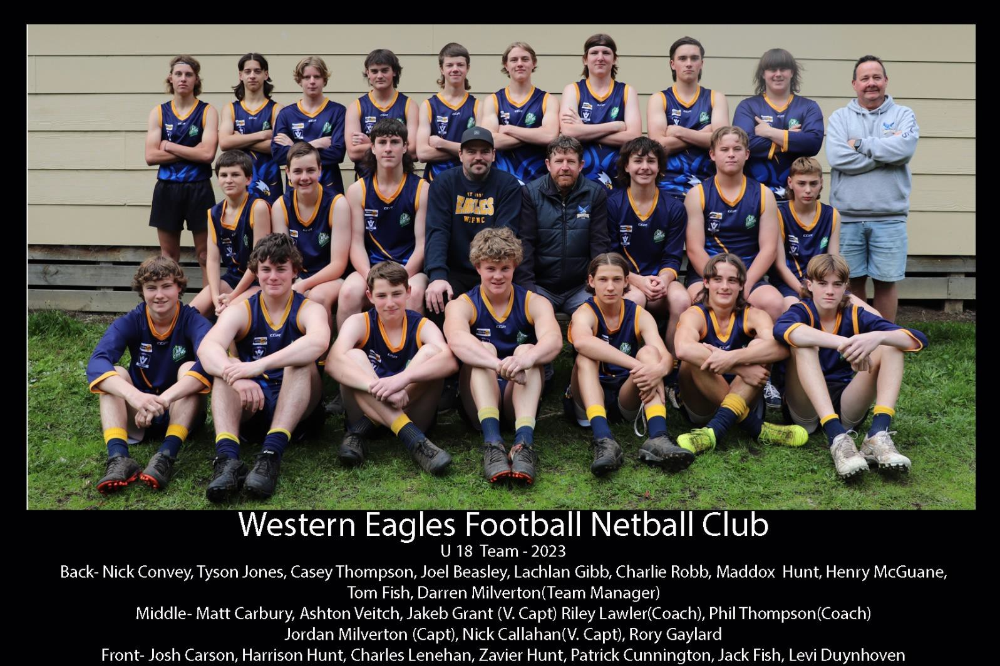 EAGLES
WEFNC
CGR
Western Eagles Football Netball Club
U 18 Team - 2023
Back- Nick Convey, Tyson Jones, Casey Thompson, Joel Beasley, Lachlan Gibb, Charlie Robb, Maddox Hunt, Henry McGuane,
Tom Fish, Darren Milverton(Team Manager)
Middle- Matt Carbury, Ashton Veitch, Jakeb Grant (V. Capt) Riley Lawler(Coach), Phil Thompson(Coach)
Jordan Milverton (Capt), Nick Callahan(V. Capt), Rory Gaylard
Front- Josh Carson, Harrison Hunt, Charles Lenehan, Zavier Hunt, Patrick Cunnington, Jack Fish, Levi Duynhoven